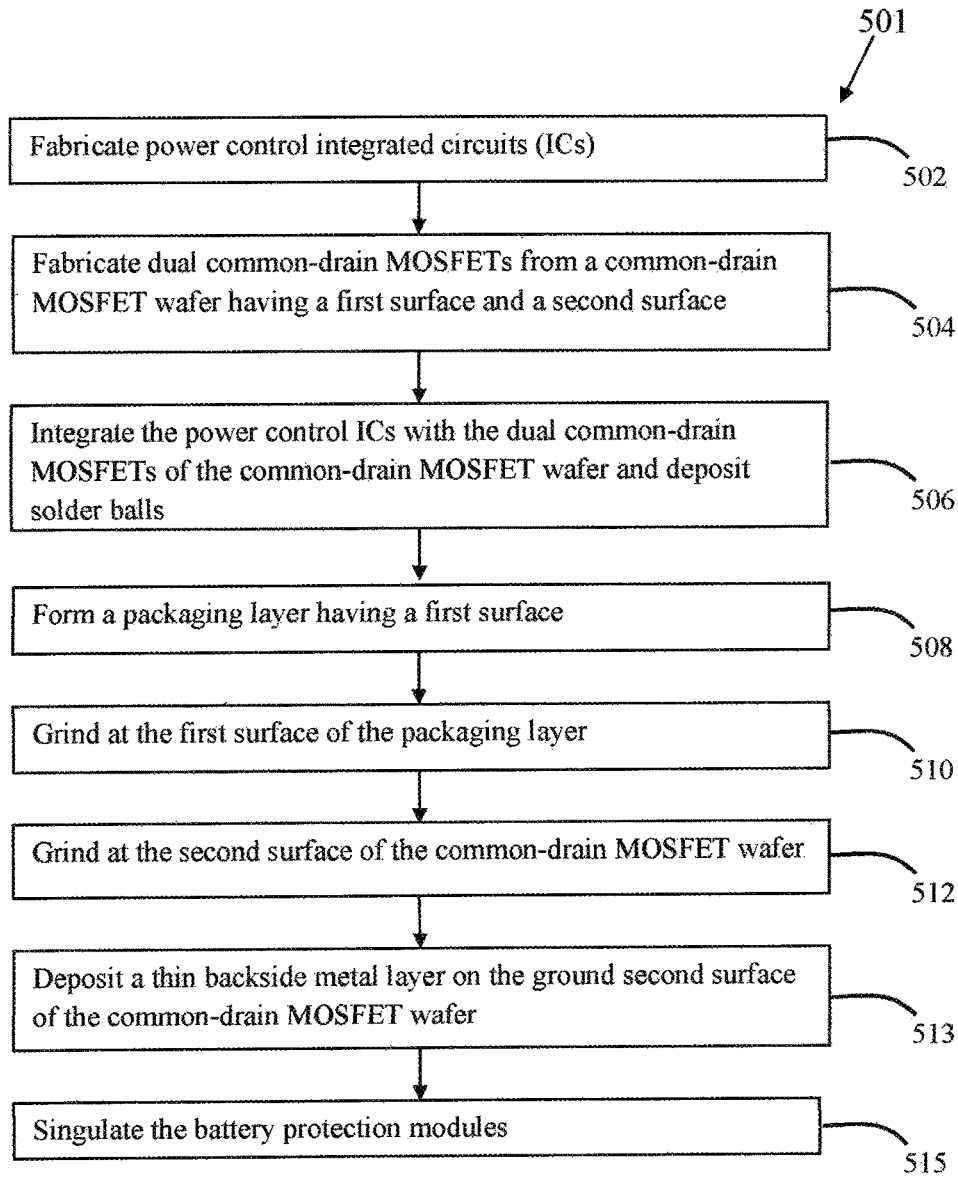 501
Fabricate power control integrated circuits (ICs)
502
Fabricate dual common-drain MOSFETs from a common-drain
MOSFET wafer having a first surface and a second surface
504
Integrate the power control ICs with the dual common-drain
MOSFETs of the common-drain MOSFET wafer and deposit
solder balls
506
Form a packaging layer having a first surface
508
Grind at the first surface of the packaging layer
510
Grind at the second surface of the common-drain MOSFET wafer
512
Deposit a thin backside metal layer on the ground second surface
of the common-drain MOSFET wafer
513
Singulate the battery protection modules
515